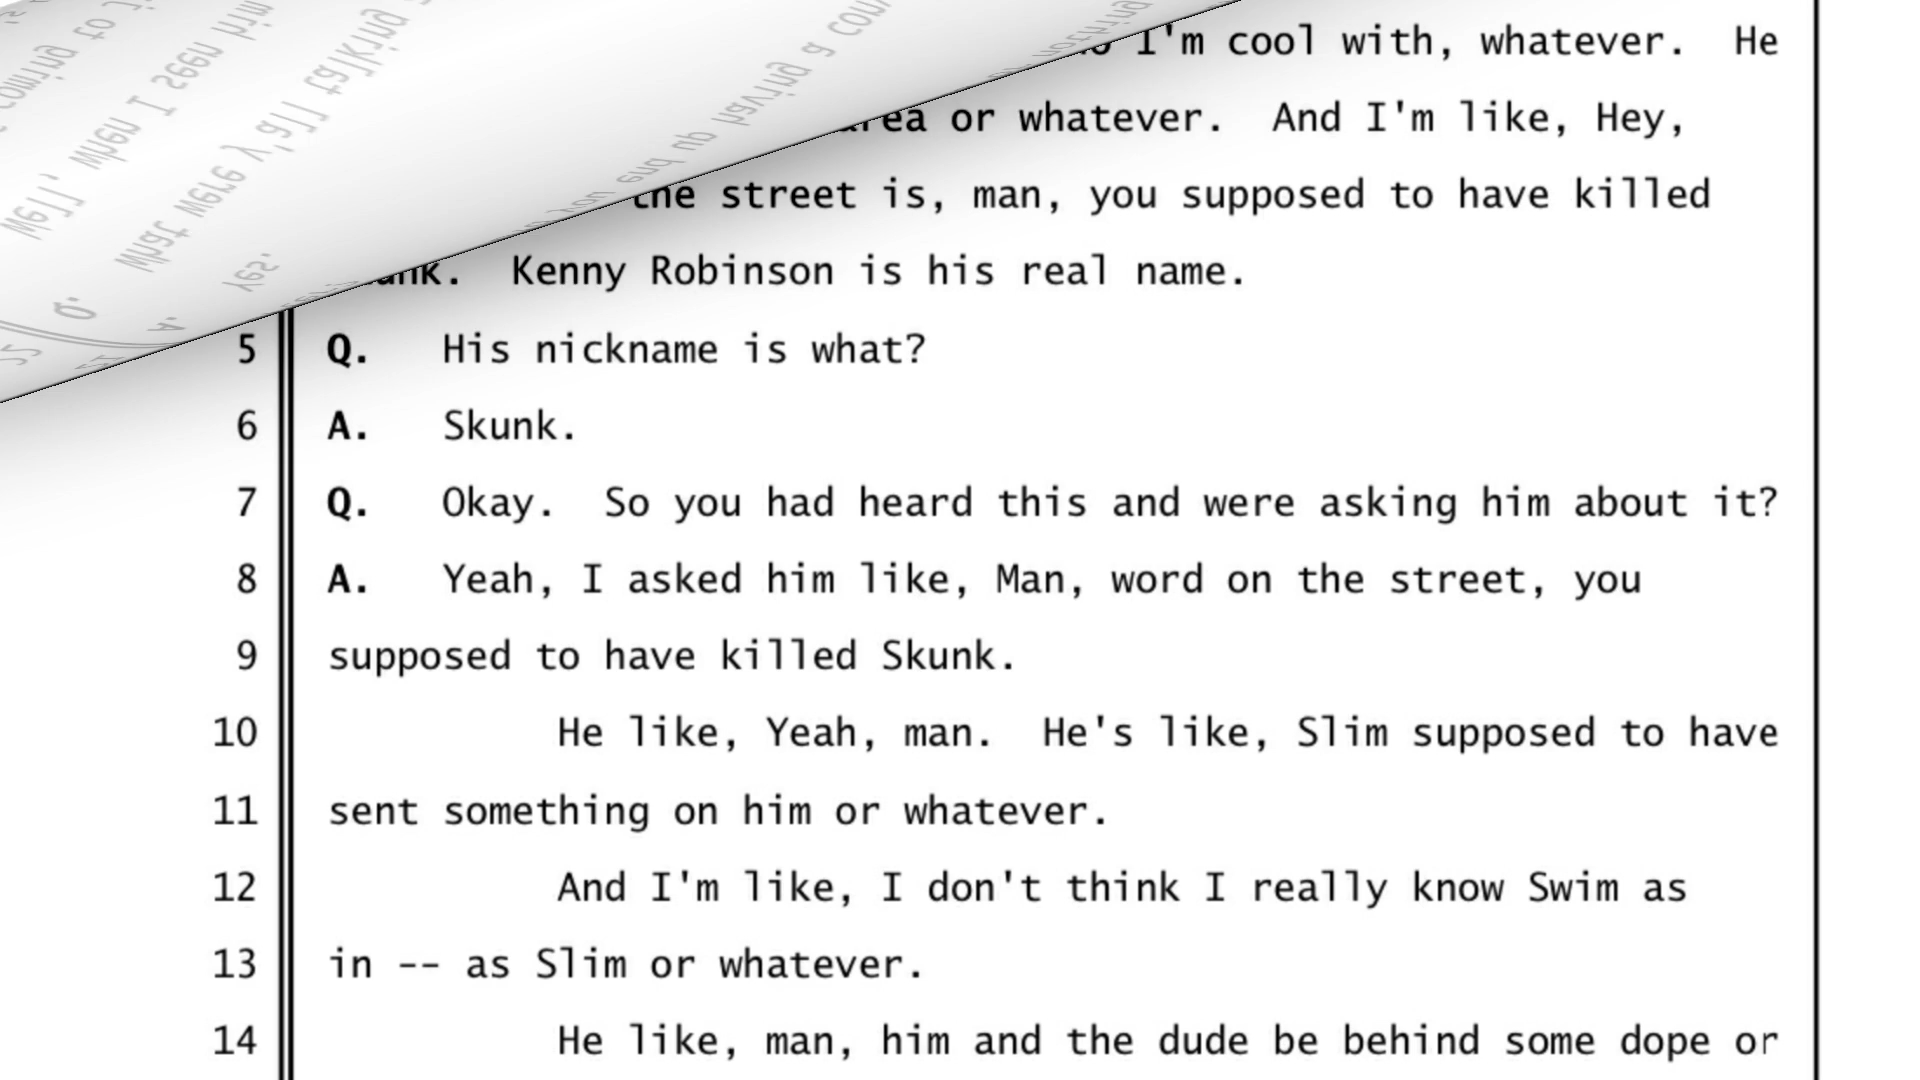 I'm cool with, whatever.  He
area or whatever.  And I'm like, Hey,
the street is, man, you supposed to have killed
Kenny Robinson is his real name.
5 Q. His nickname is what?
6 A. Skunk.
7 Q. Okay.  So you had heard this and were asking him about it?
8 A. Yeah, I asked him like, Man, word on the street, you
9 supposed to have killed Skunk.
10 He like, Yeah, man.  He's like, Slim supposed to have
11 sent something on him or whatever.
12 And I'm like, I don't think I really know Swim as
13 in -- as Slim or whatever.
14 He like, man, him and the dude be behind some dope or